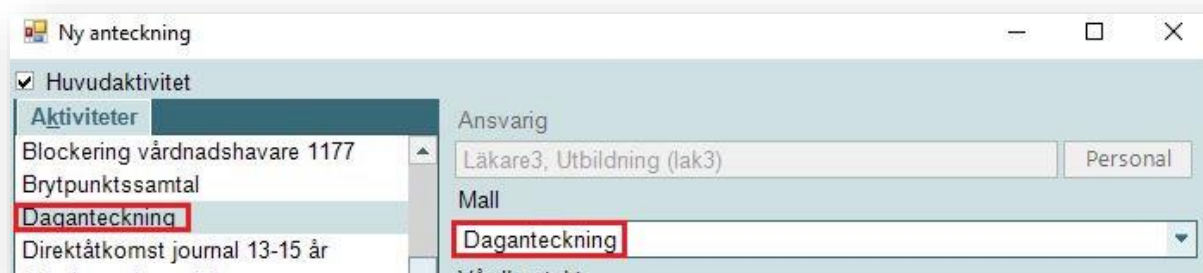 Ny anteckning
Huvudaktivitet
Aktiviteter
Blockering vårdnadshavare 1177
Brytpunktssamtal
Daganteckning
Direktåtkomst journal 13-15 år
Ansvarig
Läkare3, Utbildning (lak3)
Personal
Mall
Daganteckning